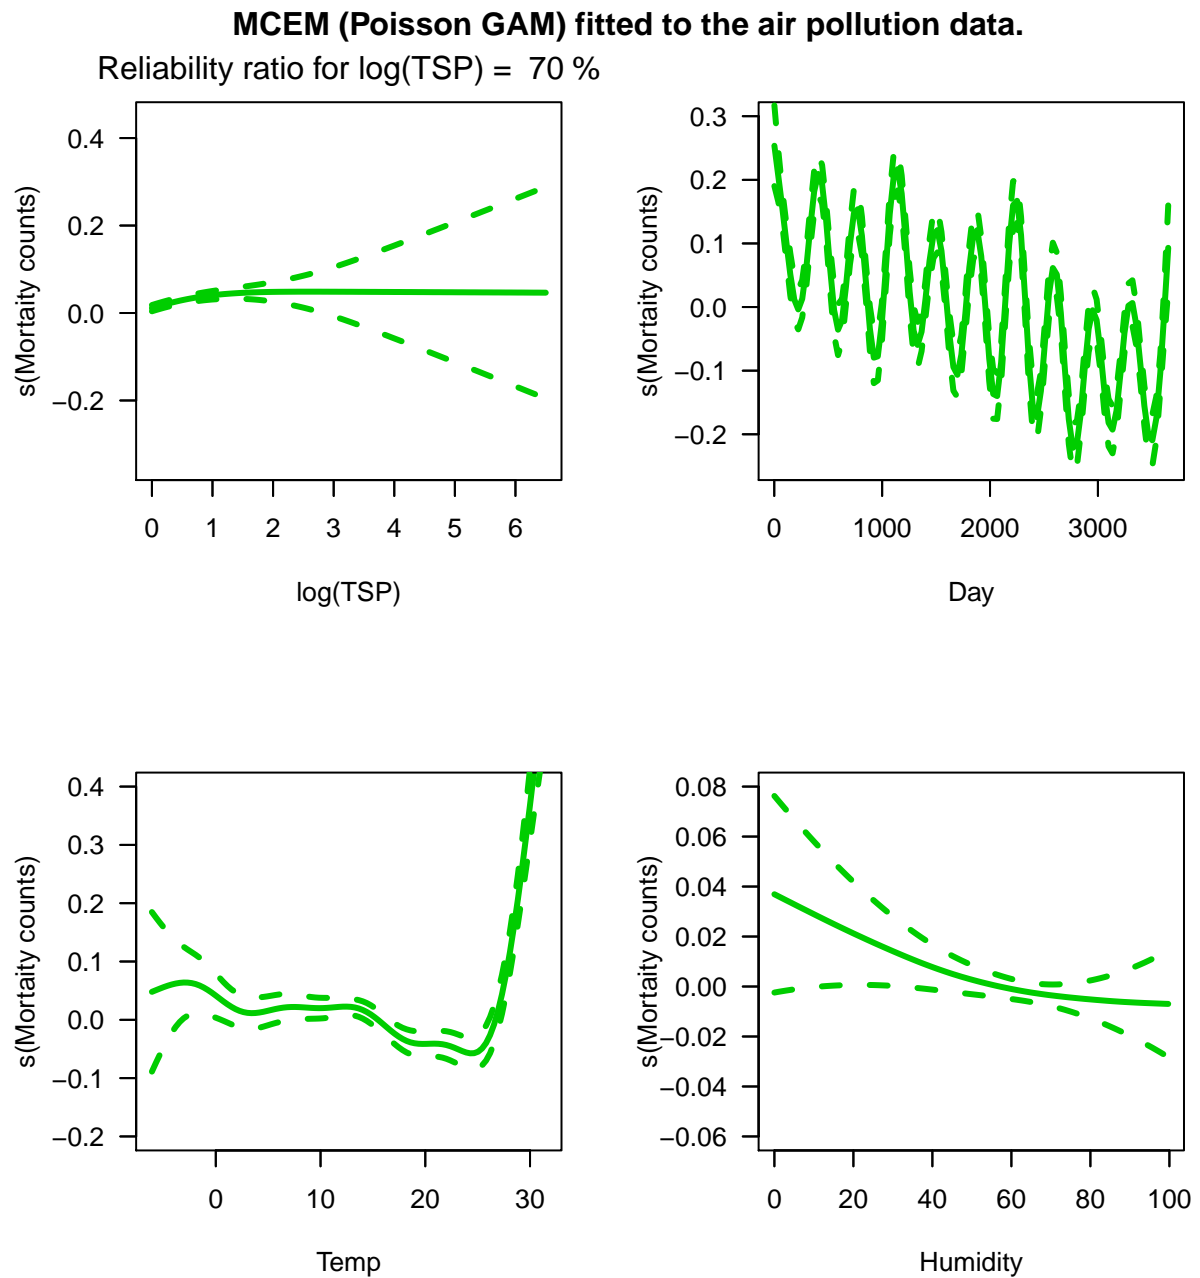 MCEM (Poisson GAM) fitted to the air pollution data.
Reliability ratio for log(TSP) = 70 %
s(Mortaity counts)
0.4
0.2
0.0
−0.2
0 1 2 3 4 5 6
log(TSP)
s(Mortaity counts)
0.3
0.2
0.1
0.0
−0.1
−0.2
0 1000 2000 3000
Day
s(Mortaity counts)
0.4
0.3
0.2
0.1
0.0
−0.1
−0.2
0 10 20 30
Temp
s(Mortaity counts)
0.08
0.06
0.04
0.02
0.00
−0.02
−0.04
−0.06
0 20 40 60 80 100
Humidity